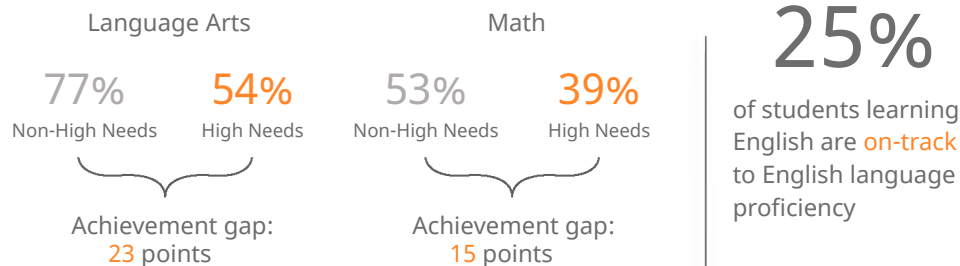 Language Arts
77% 54%
Non-High Needs High Needs
Achievement gap:
23 points
Math
53% 39%
Non-High Needs High Needs
Achievement gap:
15 points
25%
of students learning
English are on-track
to English language
proficiency